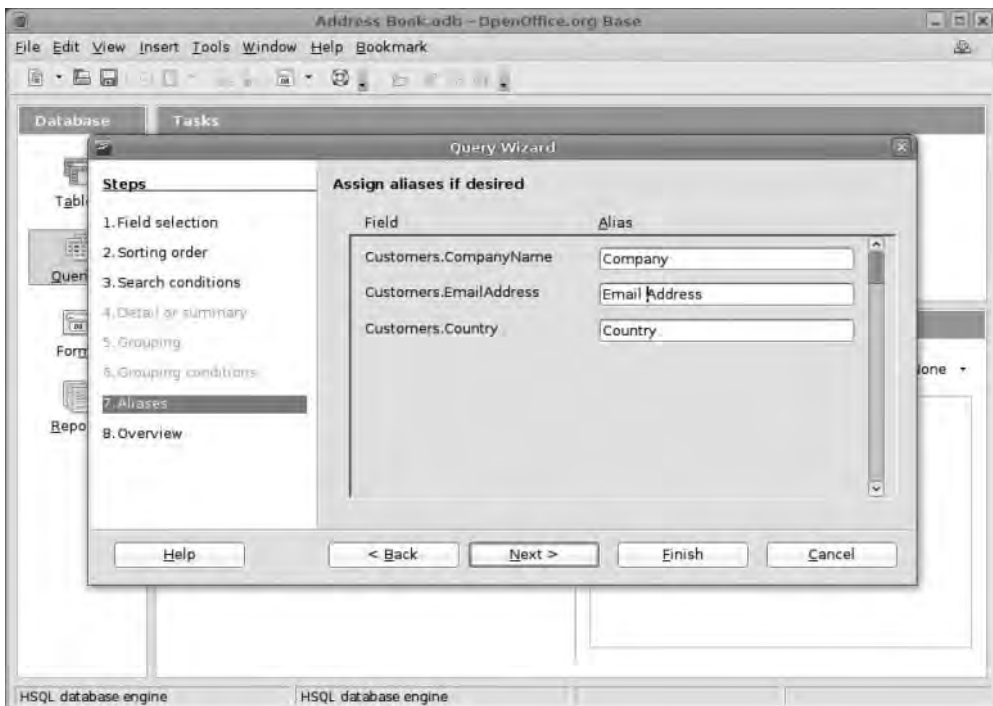 Address Book.odb - OpenOffice.org Base
File Edit View Insert Tools Window Help Bookmark
Database
Tasks
Query Wizard
Steps
1. Field selection
2. Sorting order
3. Search conditions
4. Detail or summary
5. Grouping
6. Grouping conditions
7. Aliases
8. Overview
Assign aliases if desired
Field Alias
Customers.CompanyName Company
Customers.EmailAddress Email Address
Customers.Country Country
Tabl
Quer
Form
Repo
lone
Help
< Back
Next >
Finish
Cancel
HSQL database engine
HSQL database engine